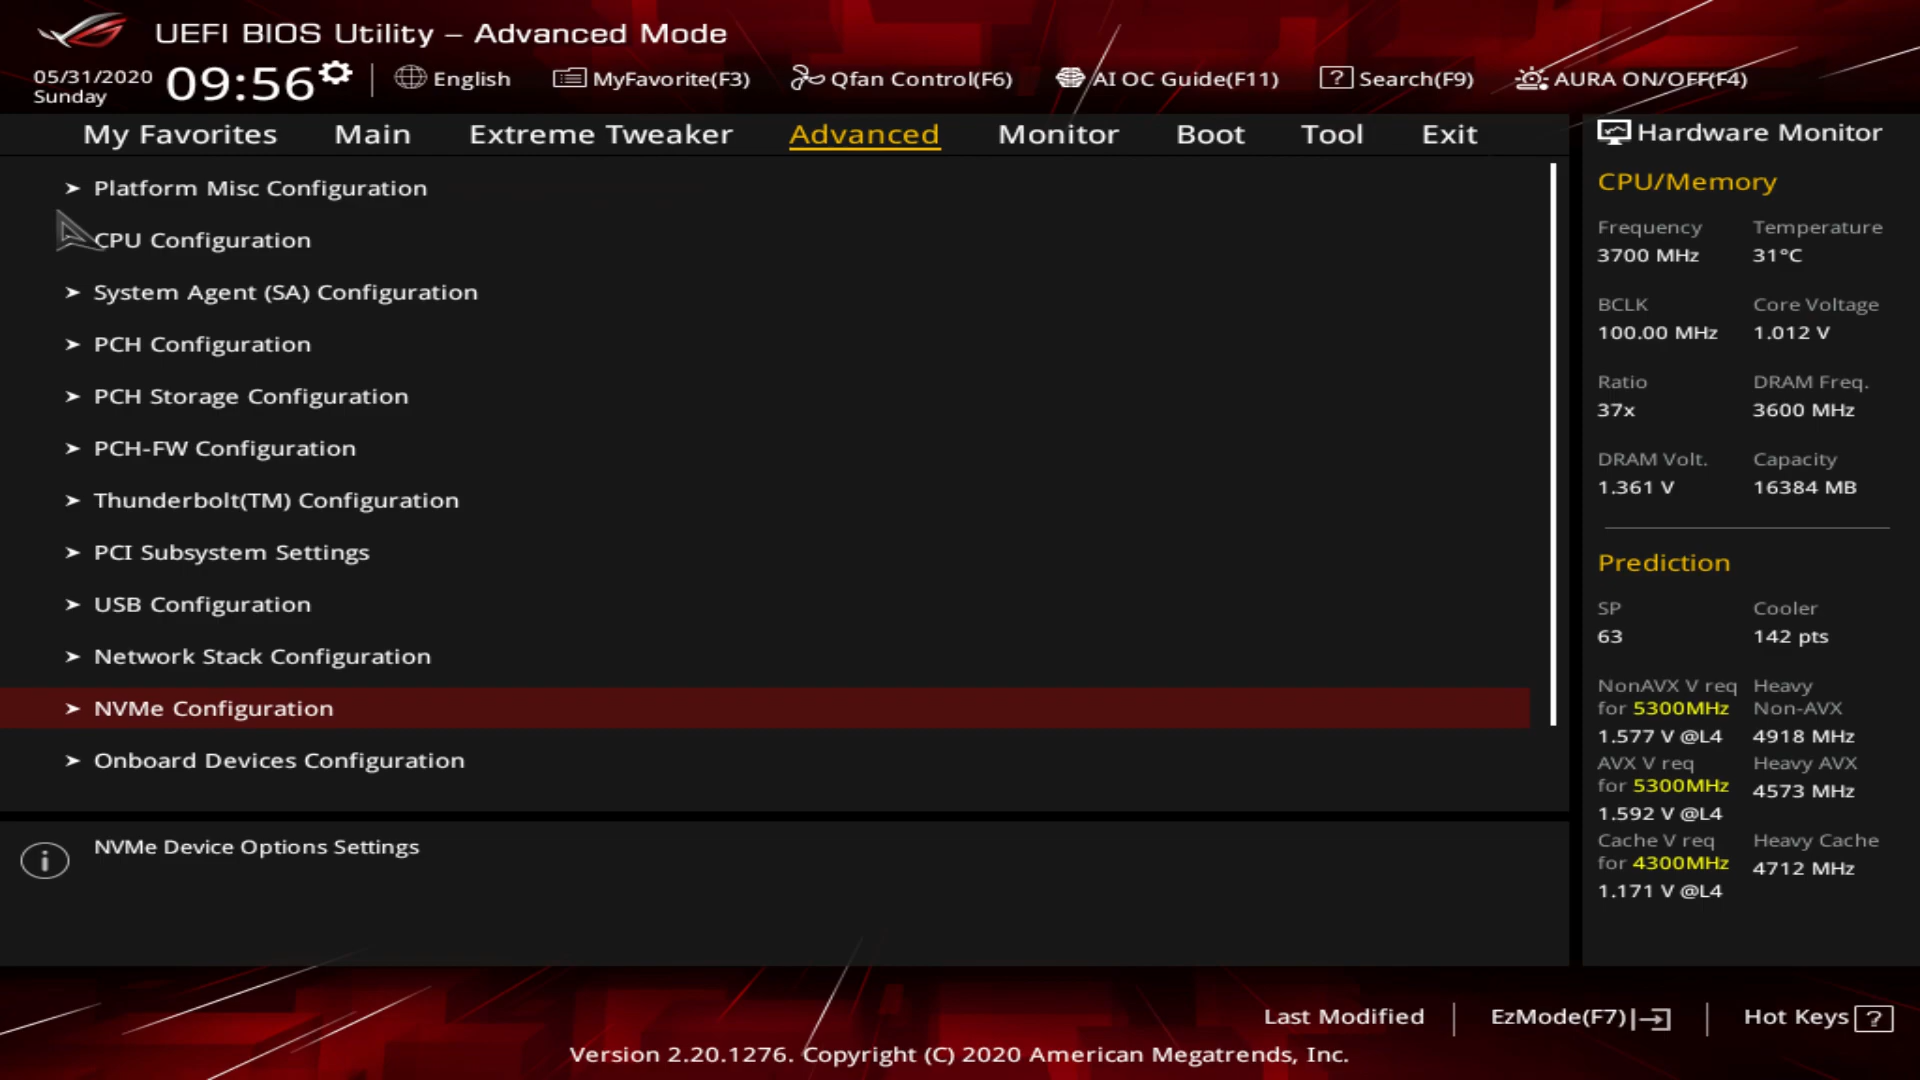 UEFI BIOS Utility – Advanced Mode
05/31/2020
Sunday
09:56
English
MyFavorite(F3)
Qfan Control(F6)
AI OC Guide(F11)
? Search(F9)
AURA ON/OFF(F4)
My Favorites
Main
Extreme Tweaker
Advanced
Monitor
Boot
Tool
Exit
Platform Misc Configuration
CPU Configuration
System Agent (SA) Configuration
PCH Configuration
PCH Storage Configuration
PCH-FW Configuration
Thunderbolt(TM) Configuration
PCI Subsystem Settings
USB Configuration
Network Stack Configuration
NVMe Configuration
Onboard Devices Configuration
i NVMe Device Options Settings
Hardware Monitor
CPU/Memory
Frequency Temperature
3700 MHz 31°C
BCLK Core Voltage
100.00 MHz 1.012 V
Ratio DRAM Freq.
37x 3600 MHz
DRAM Volt. Capacity
1.361 V 16384 MB
Prediction
SP Cooler
63 142 pts
NonAVX V req Heavy
for 5300MHz Non-AVX
1.577 V @L4 4918 MHz
AVX V req Heavy AVX
for 5300MHz 4573 MHz
1.592 V @L4
Cache V req Heavy Cache
for 4300MHz 4712 MHz
1.171 V @L4
Last Modified
EzMode(F7)
Hot Keys ?
Version 2.20.1276. Copyright (C) 2020 American Megatrends, Inc.